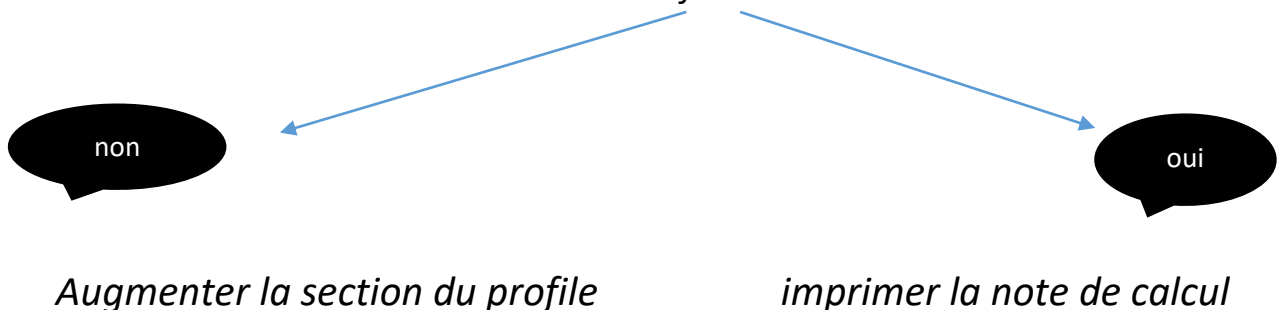 non
oui
Augmenter la section du profile
imprimer la note de calcul